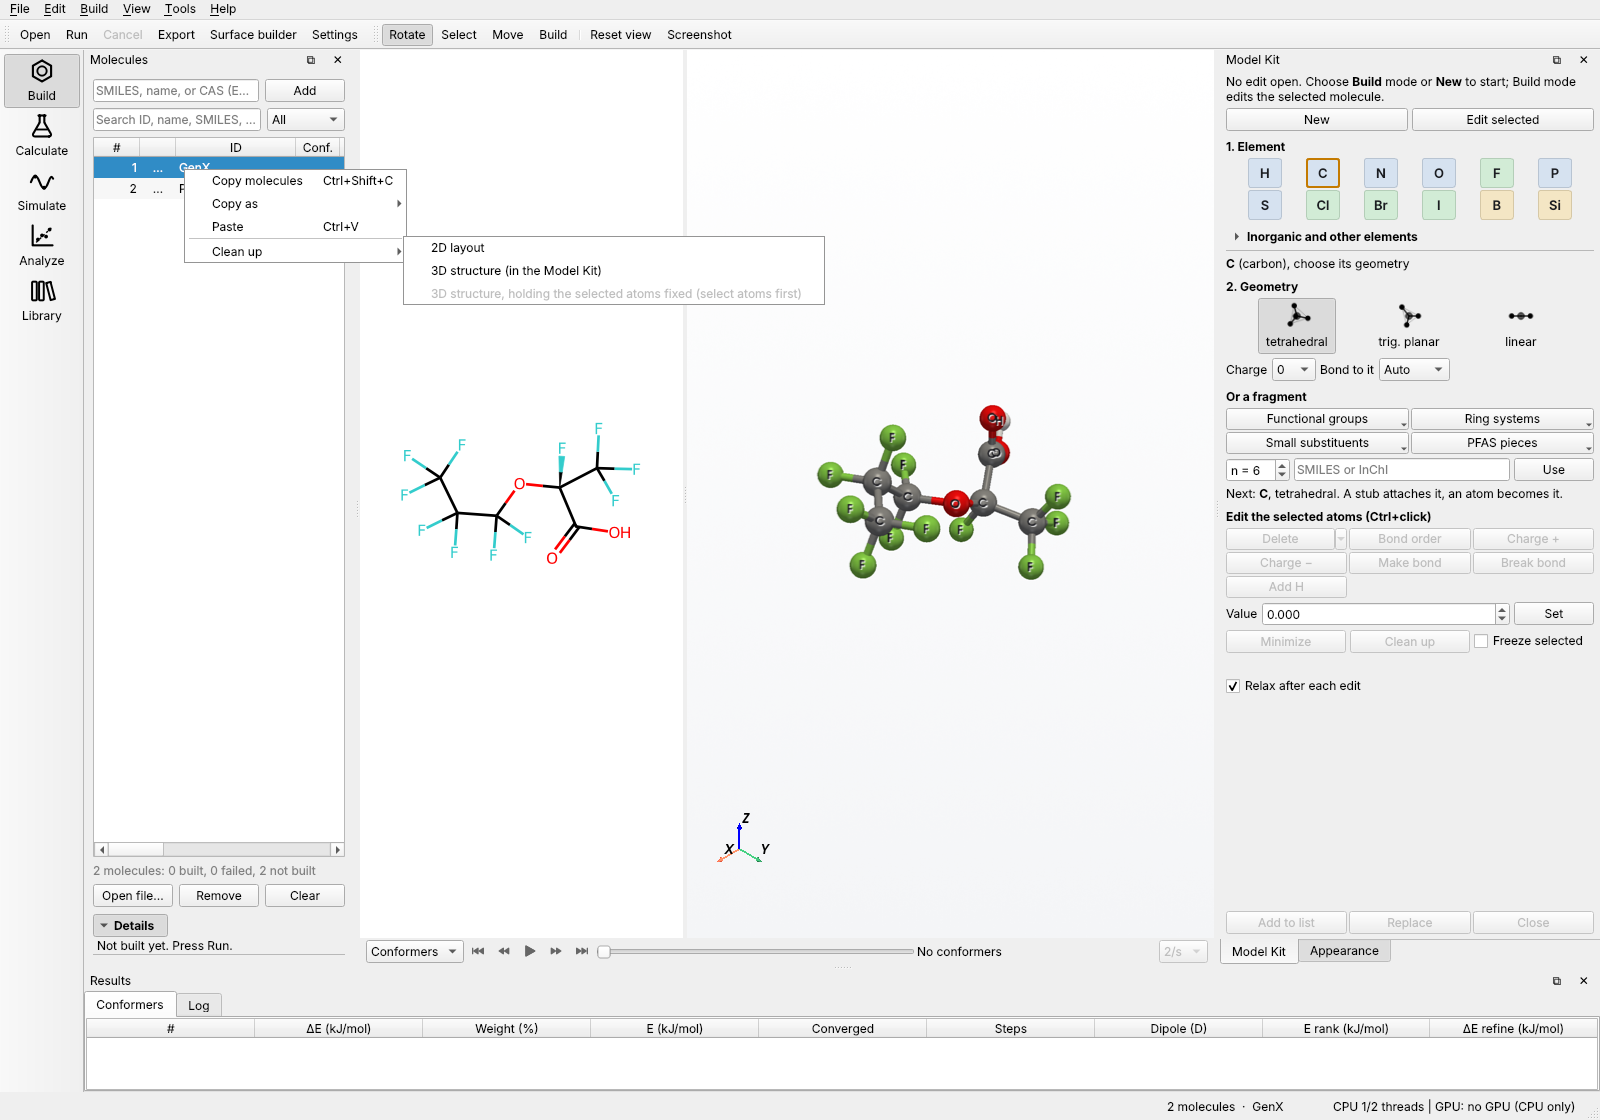 File Edit Build View Tools Help
Open Run Cancel Export Surface builder Settings Rotate Select Move Build Reset view Screenshot
Build
Calculate
Simulate
Analyze
Library
Molecules
SMILES, name, or CAS (E... Add
Search ID, name, SMILES, ... All
# ID Conf.
1 ... GenX
2 ...
Copy molecules Ctrl+Shift+C
Copy as
Paste Ctrl+V
Clean up
2D layout
3D structure (in the Model Kit)
3D structure, holding the selected atoms fixed (select atoms first)
2 molecules: 0 built, 0 failed, 2 not built
Open file... Remove Clear
Details
Not built yet. Press Run.
F F F F F F F O F F F F OH O
F F F F F F F F F F F C C C C C C O O H
Z
X Y
Conformers No conformers 2/s
Model Kit
No edit open. Choose Build mode or New to start; Build mode
edits the selected molecule.
New Edit selected
1. Element
H C N O F P
S Cl Br I B Si
Inorganic and other elements
C (carbon), choose its geometry
2. Geometry
tetrahedral trig. planar linear
Charge 0 Bond to it Auto
Or a fragment
Functional groups Ring systems
Small substituents PFAS pieces
n = 6 SMILES or InChI Use
Next: C, tetrahedral. A stub attaches it, an atom becomes it.
Edit the selected atoms (Ctrl+click)
Delete Bond order Charge +
Charge − Make bond Break bond
Add H
Value 0.000 Set
Minimize Clean up Freeze selected
Relax after each edit
Add to list Replace Close
Model Kit Appearance
Results
Conformers Log
# ΔE (kJ/mol) Weight (%) E (kJ/mol) Converged Steps Dipole (D) E rank (kJ/mol) ΔE refine (kJ/mol)
2 molecules · GenX CPU 1/2 threads | GPU: no GPU (CPU only)